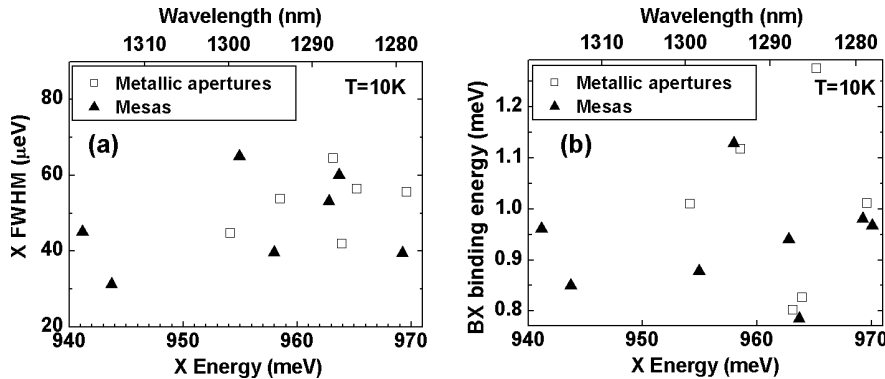 Wavelength (nm)
1310 1300 1290 1280
90
80
60
40
20
X FWHM (μeV)
Metallic apertures
Mesas
T=10K
(a)
940 950 960 970
X Energy (meV)
Wavelength (nm)
1310 1300 1290 1280
1.2
1.1
1.0
0.9
0.8
BX binding energy (meV)
Metallic apertures
Mesas
T=10K
(b)
940 950 960 970
X Energy (meV)